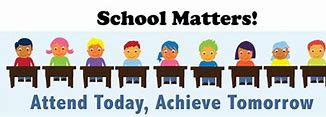 School Matters!
Attend Today, Achieve Tomorrow